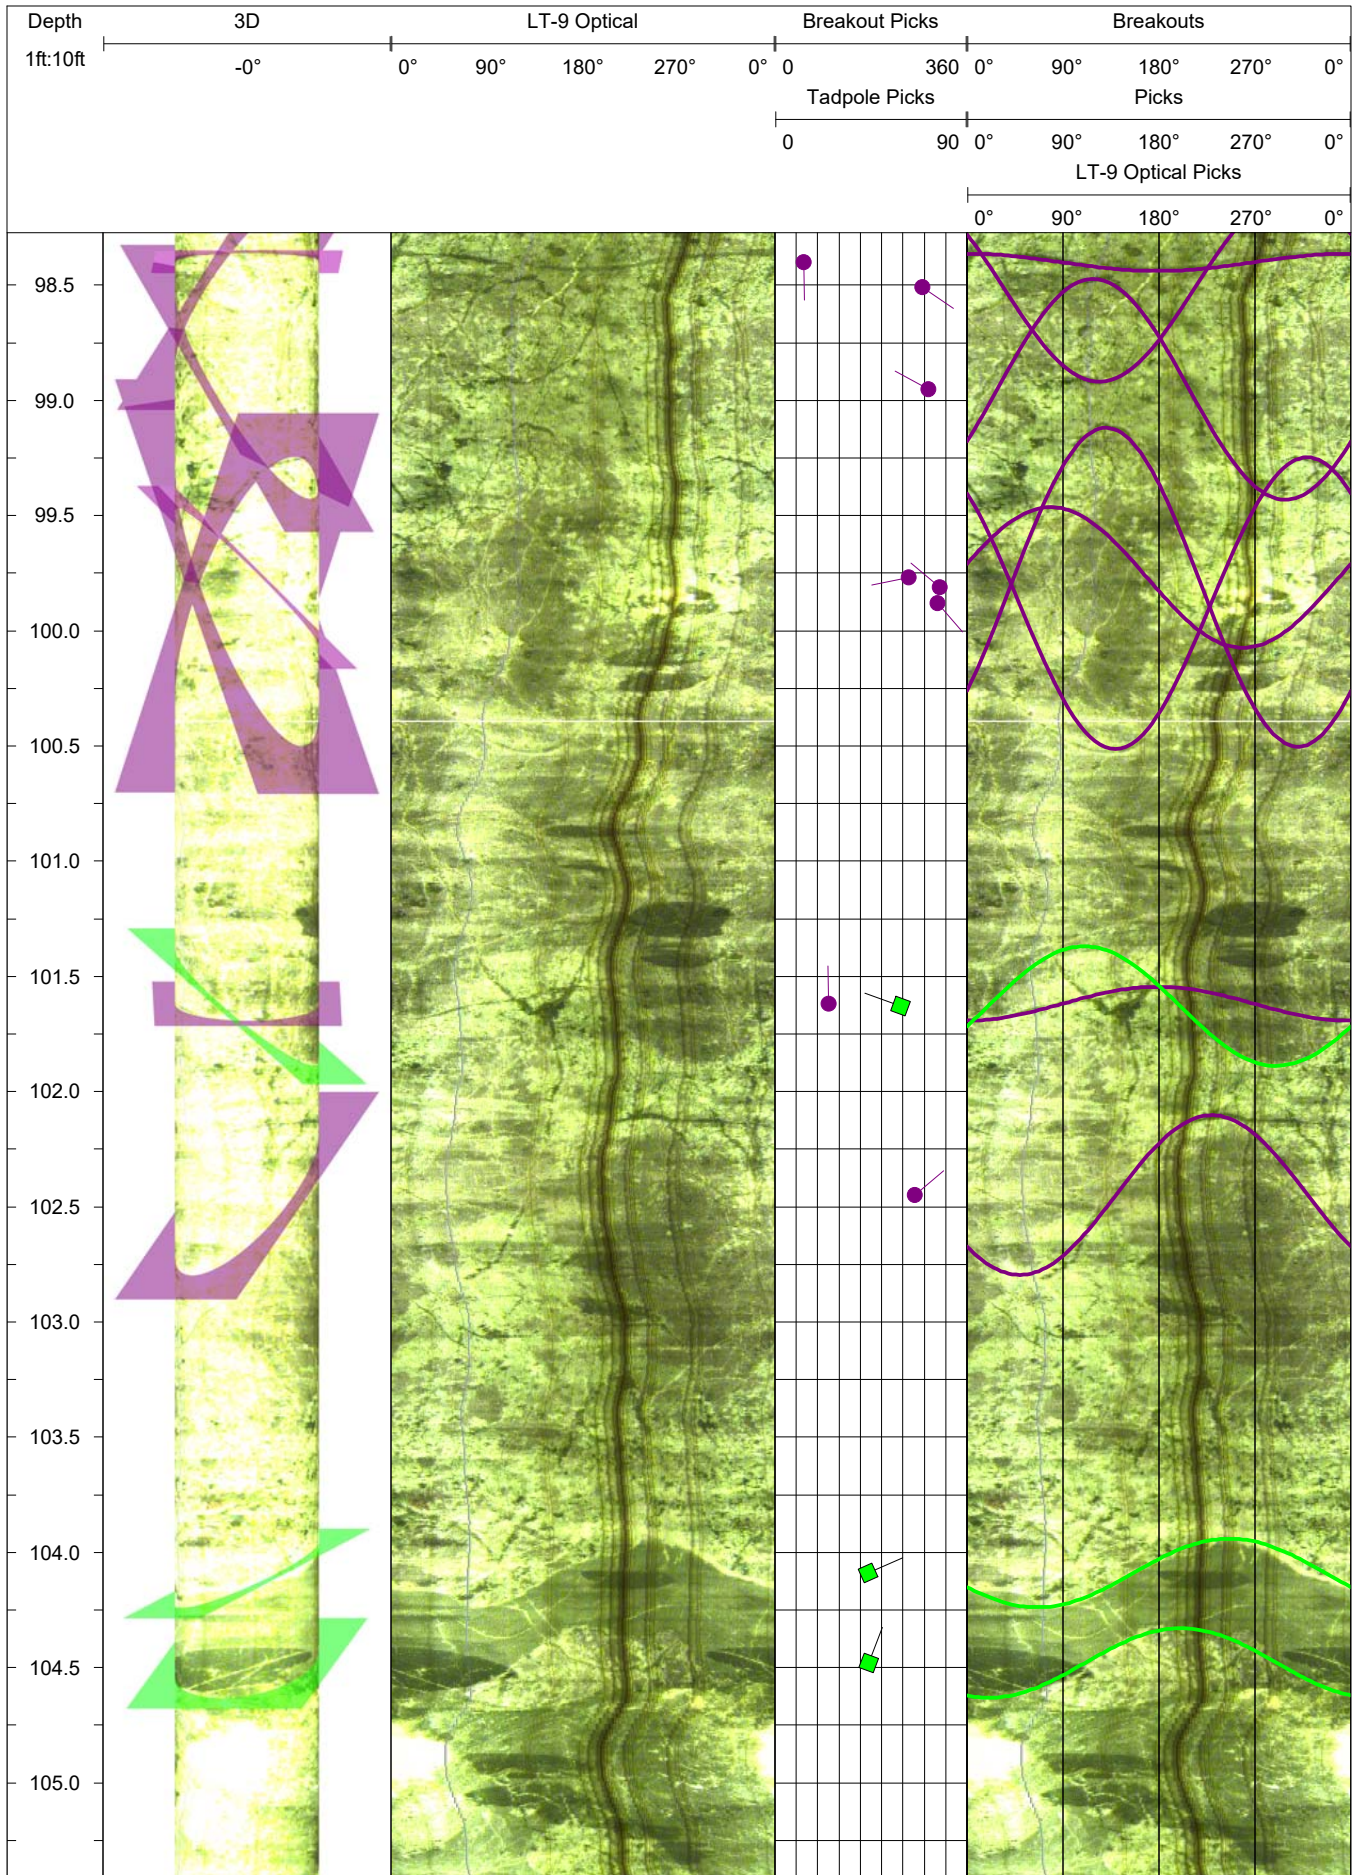 Depth 3D LT-9 Optical Breakout Picks Breakouts
1ft:10ft -0° 0° 90° 180° 270° 0° 0 360 0° 90° 180° 270° 0°
Tadpole Picks Picks
0 90 0° 90° 180° 270° 0°
LT-9 Optical Picks
0° 90° 180° 270° 0°
98.5
99.0
99.5
100.0
100.5
101.0
101.5
102.0
102.5
103.0
103.5
104.0
104.5
105.0